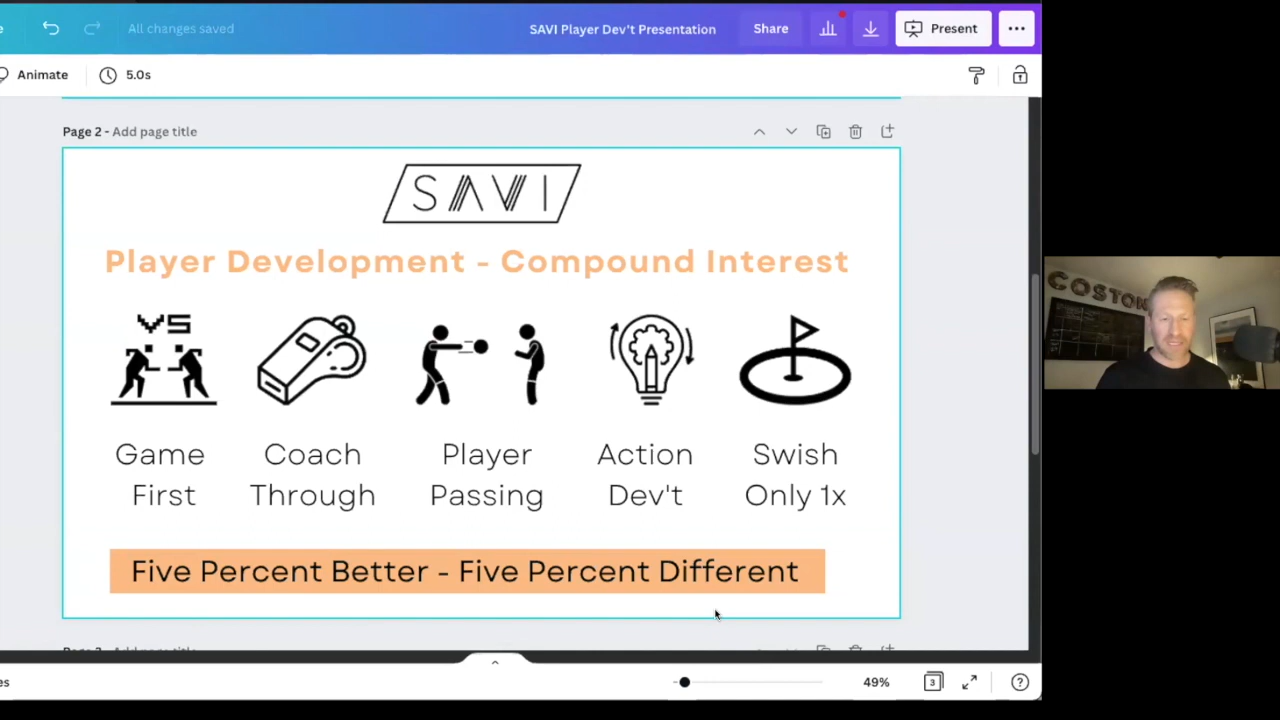 All changes saved
SAVI Player Dev't Presentation
Share
Present
Animate
5.0s
Page 2 - Add page title
SAVI
Player Development - Compound Interest
VS
Game
First
Coach
Through
Player
Passing
Action
Dev't
Swish
Only 1x
Five Percent Better - Five Percent Different
COSTON
49%
3